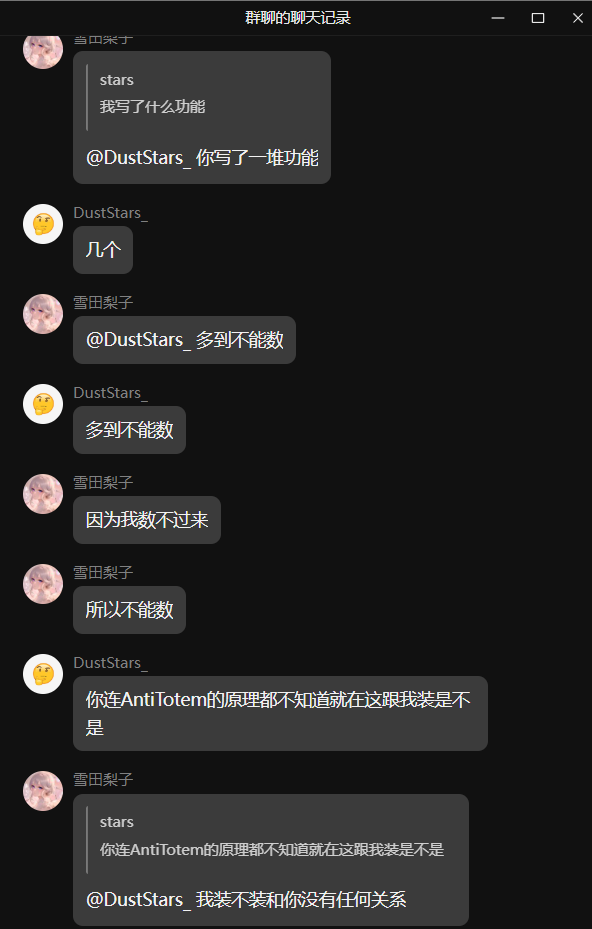 群聊的聊天记录
雪田梨子
stars
我写了什么功能
@DustStars_ 你写了一堆功能
DustStars_
几个
雪田梨子
@DustStars_ 多到不能数
DustStars_
多到不能数
雪田梨子
因为我数不过来
雪田梨子
所以不能数
DustStars_
你连AntiTotem的原理都不知道就在这跟我装是不
是
雪田梨子
stars
你连AntiTotem的原理都不知道就在这跟我装是不是
@DustStars_ 我装不装和你没有任何关系